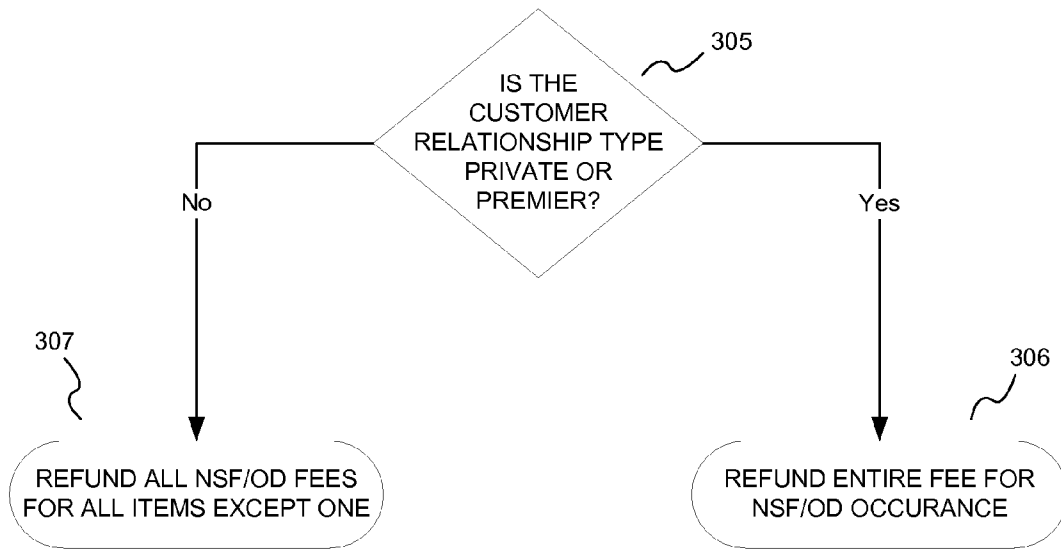 305
IS THE
CUSTOMER
RELATIONSHIP TYPE
PRIVATE OR
PREMIER?
No
Yes
307
306
REFUND ALL NSF/OD FEES
FOR ALL ITEMS EXCEPT ONE
REFUND ENTIRE FEE FOR
NSF/OD OCCURANCE